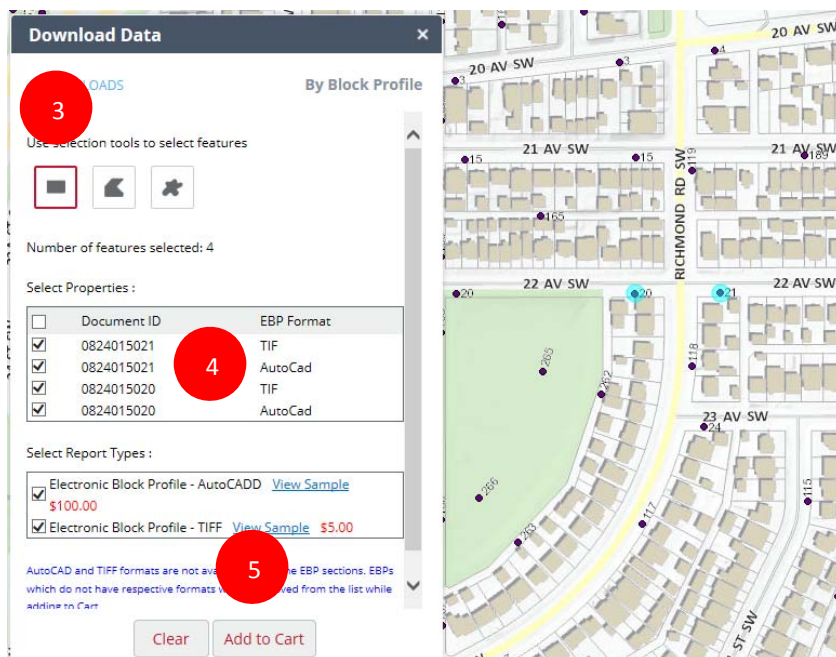 Download Data ×
LOADS By Block Profile
3
Use selection tools to select features
Number of features selected: 4
Select Properties :
Document ID EBP Format
0824015021 TIF
0824015021 AutoCad
4
0824015020 TIF
0824015020 AutoCad
Select Report Types :
Electronic Block Profile - AutoCADD View Sample
$100.00
Electronic Block Profile - TIFF View Sample $5.00
5
AutoCAD and TIFF formats are not e EBP sections. EBPs
which do not have respective formats from the list while
adding to Cart
Clear Add to Cart
20 AV SW
20 AV SW
3
3
4
21 AV SW
21 AV SW
15
15
119
189
165
RICHMOND RD SW
22 AV SW
22 AV SW
20
20
21
265
118
262
23 AV SW
24
266
115
117
263
ST SW